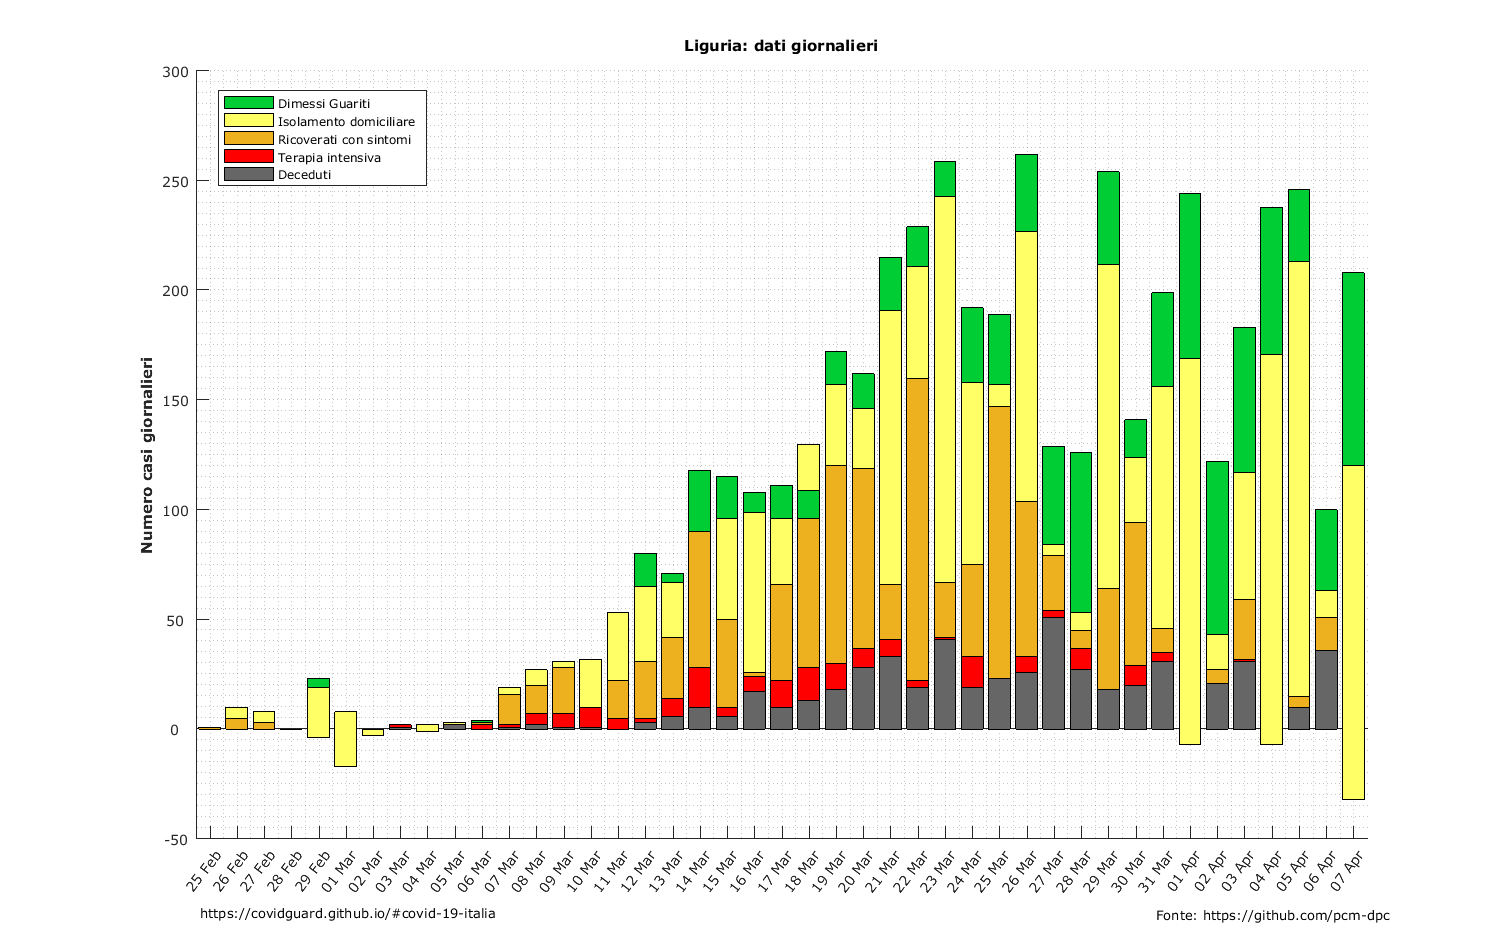 Liguria: dati giornalieri
300
250
200
150
100
50
0
-50
Numero casi giornalieri
Dimessi Guariti
Isolamento domiciliare
Ricoverati con sintomi
Terapia intensiva
Deceduti
25 Feb
26 Feb
27 Feb
28 Feb
29 Feb
01 Mar
02 Mar
03 Mar
04 Mar
05 Mar
06 Mar
07 Mar
08 Mar
09 Mar
10 Mar
11 Mar
12 Mar
13 Mar
14 Mar
15 Mar
16 Mar
17 Mar
18 Mar
19 Mar
20 Mar
21 Mar
22 Mar
23 Mar
24 Mar
25 Mar
26 Mar
27 Mar
28 Mar
29 Mar
30 Mar
31 Mar
01 Apr
02 Apr
03 Apr
04 Apr
05 Apr
06 Apr
07 Apr
https://covidguard.github.io/#covid-19-italia
Fonte: https://github.com/pcm-dpc